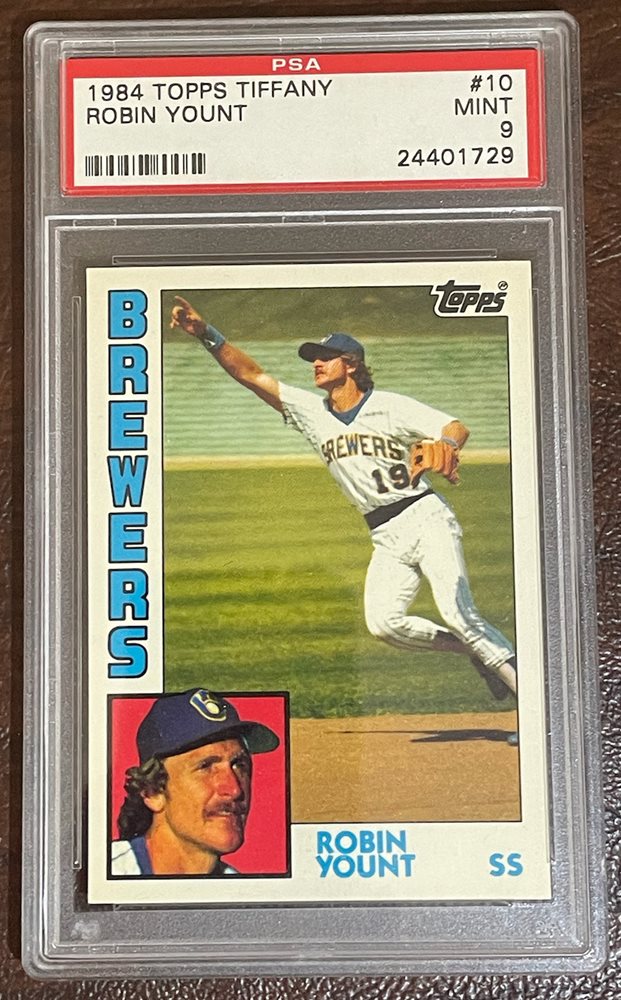 PSA
1984 TOPPS TIFFANY #10
ROBIN YOUNT MINT
9
24401729
Topps
BREWERS
BREWERS
19
ROBIN
YOUNT SS